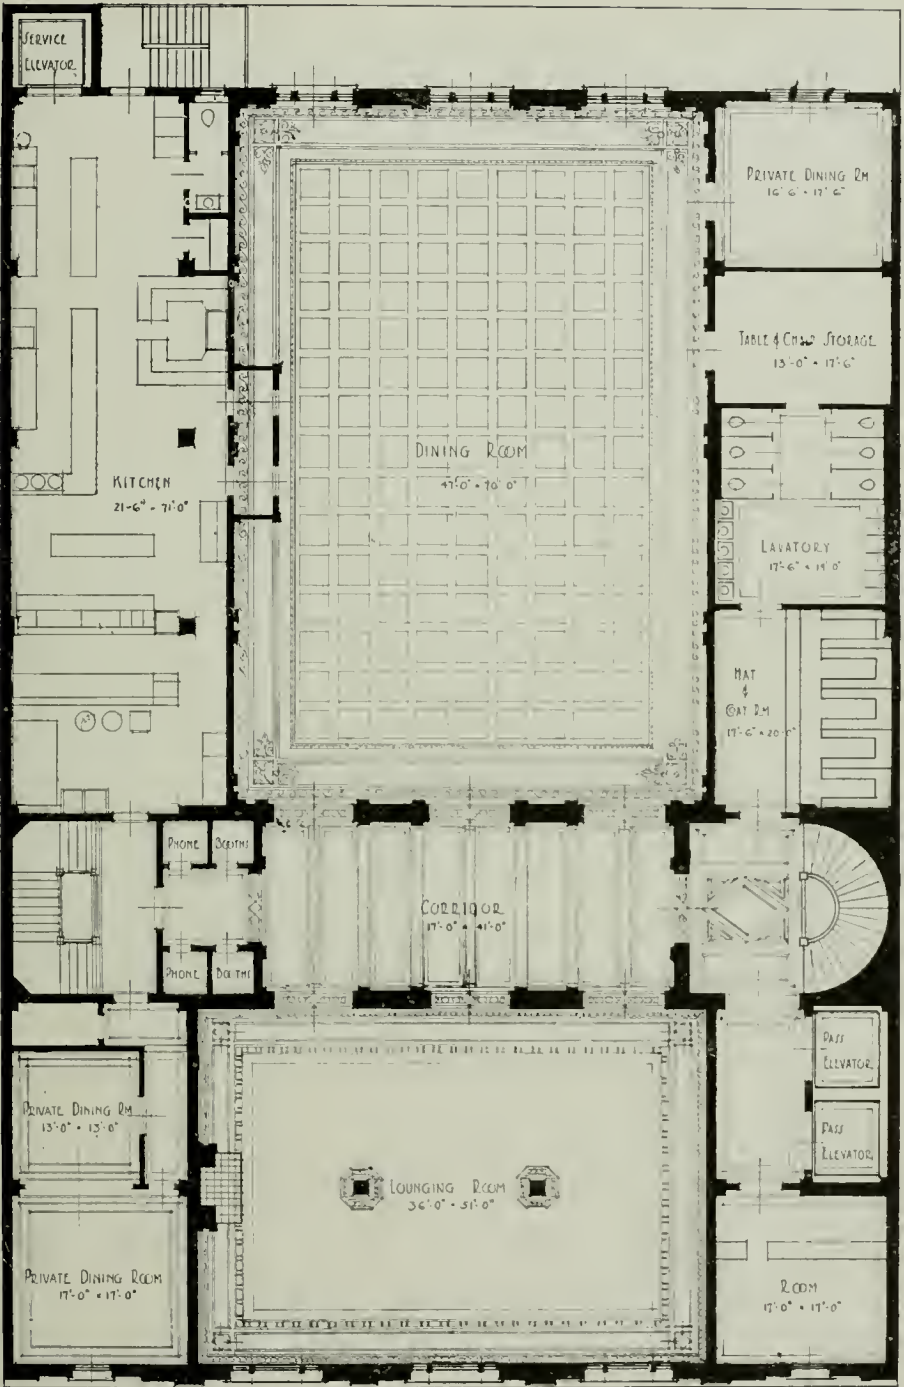 SERVICE
ELEVATOR
PRIVATE DINING RM
16'-6" × 17'-6"
TABLE & CHAIR STORAGE
13'-0" × 17'-6"
DINING ROOM
47'-0" × 70'-0"
KITCHEN
21'-6" × 71'-0"
LAVATORY
17'-6" × 19'-0"
HAT
&
COAT RM
17'-6" × 20'-0"
PHONE BOOTHS
CORRIDOR
17'-0" × 41'-0"
PHONE BOOTHS
PASS
ELEVATOR
PASS
ELEVATOR
PRIVATE DINING RM
13'-0" × 13'-0"
LOUNGING ROOM
36'-0" × 51'-0"
PRIVATE DINING ROOM
17'-0" × 17'-0"
ROOM
17'-0" × 17'-0"